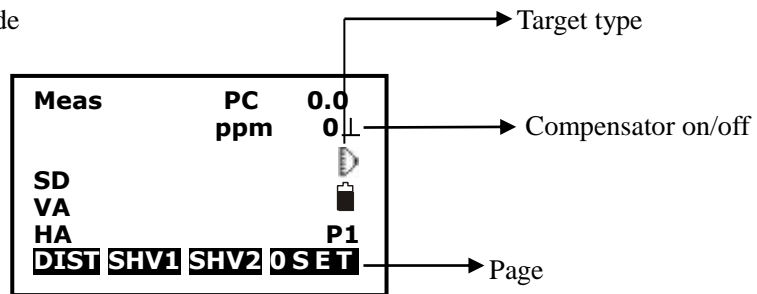 de
Target type
Meas PC 0.0
ppm 0
Compensator on/off
SD
VA
HA P1
DIST SHV1 SHV2 0SET
Page